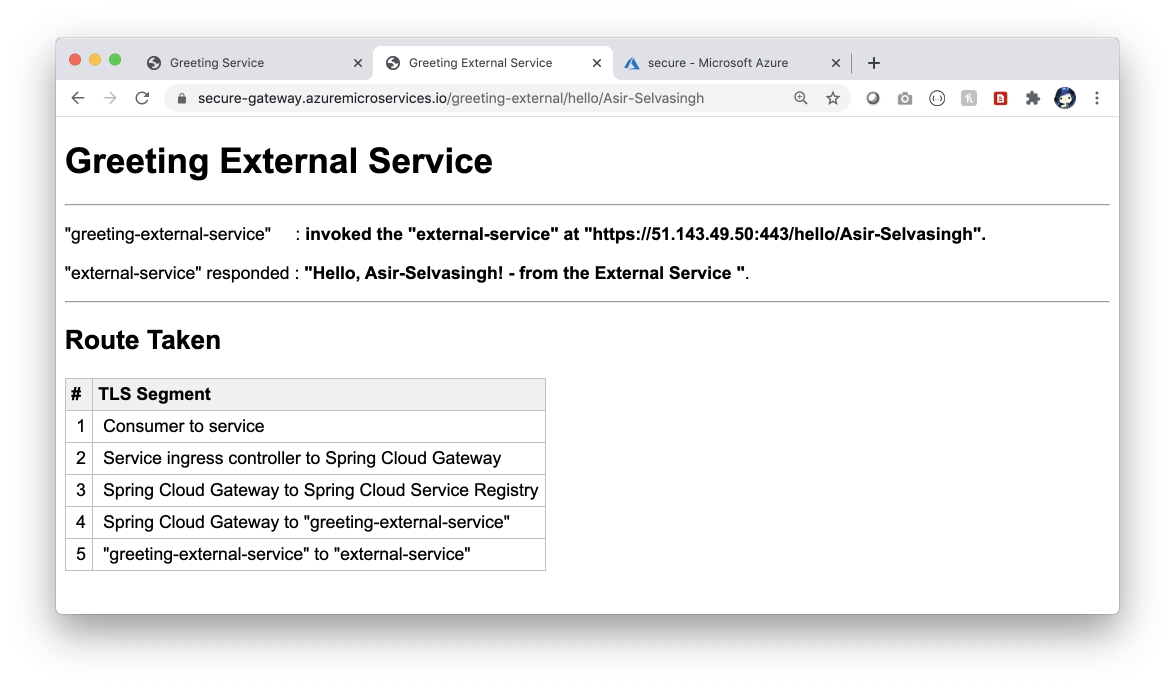 Greeting Service
Greeting External Service
secure - Microsoft Azure
secure-gateway.azuremicroservices.io/greeting-external/hello/Asir-Selvasingh
Greeting External Service
"greeting-external-service" : invoked the "external-service" at "https://51.143.49.50:443/hello/Asir-Selvasingh".
"external-service" responded : "Hello, Asir-Selvasingh! - from the External Service ".
Route Taken
# TLS Segment
1 Consumer to service
2 Service ingress controller to Spring Cloud Gateway
3 Spring Cloud Gateway to Spring Cloud Service Registry
4 Spring Cloud Gateway to "greeting-external-service"
5 "greeting-external-service" to "external-service"